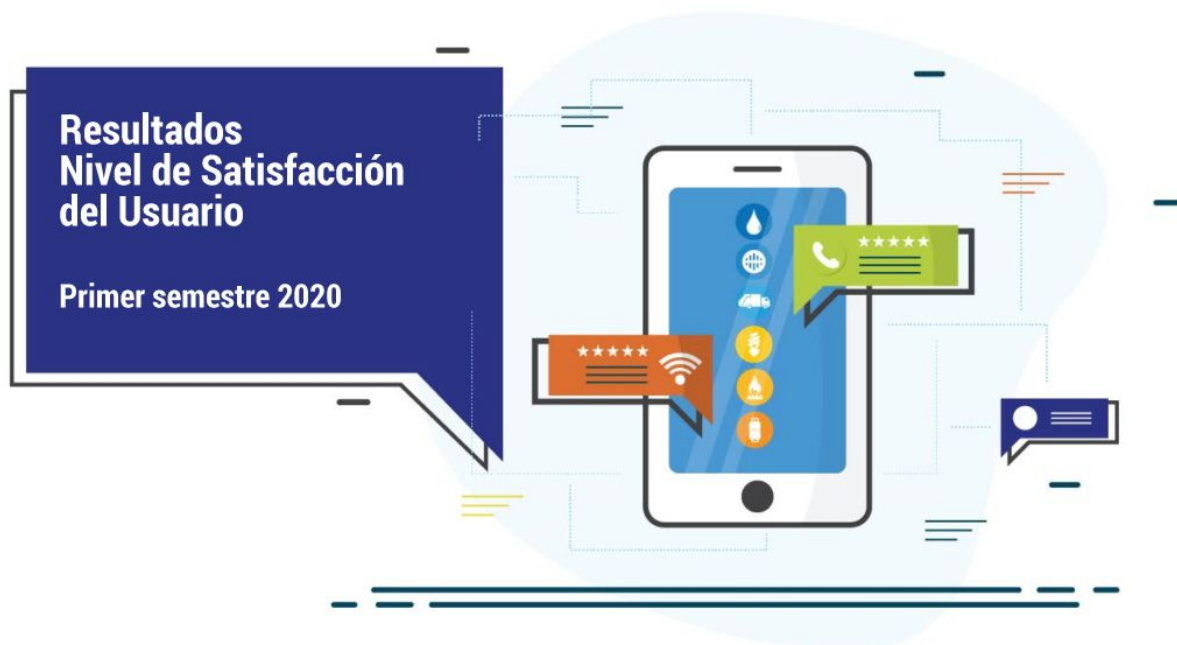 Resultados
Nivel de Satisfacción
del Usuario
Primer semestre 2020